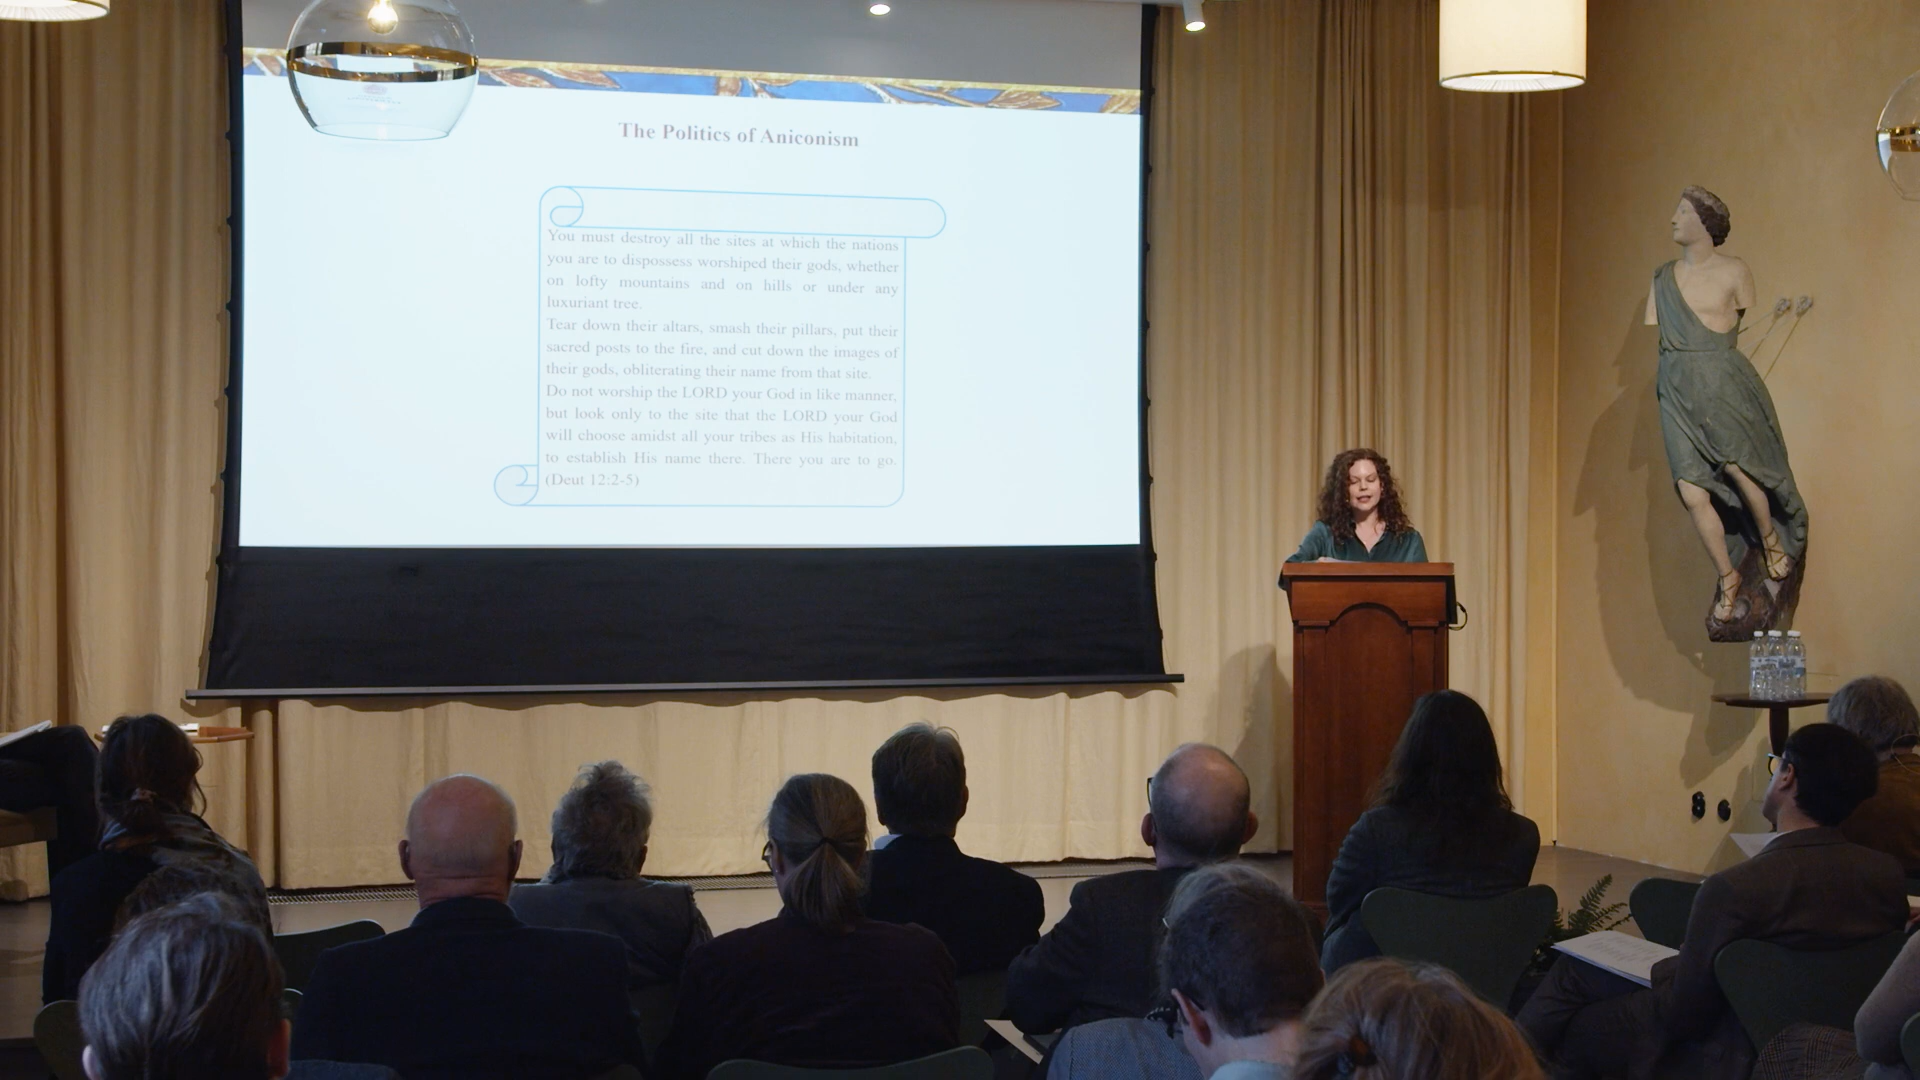 The Politics of Aniconism
You must destroy all the sites at which the nations
you are to dispossess worshiped their gods, whether
on lofty mountains and on hills or under any
luxuriant tree.
Tear down their altars, smash their pillars, put their
sacred posts to the fire, and cut down the images of
their gods, obliterating their name from that site.
Do not worship the LORD your God in like manner,
but look only to the site that the LORD your God
will choose amidst all your tribes as His habitation,
to establish His name there. There you are to go.
(Deut 12:2-5)